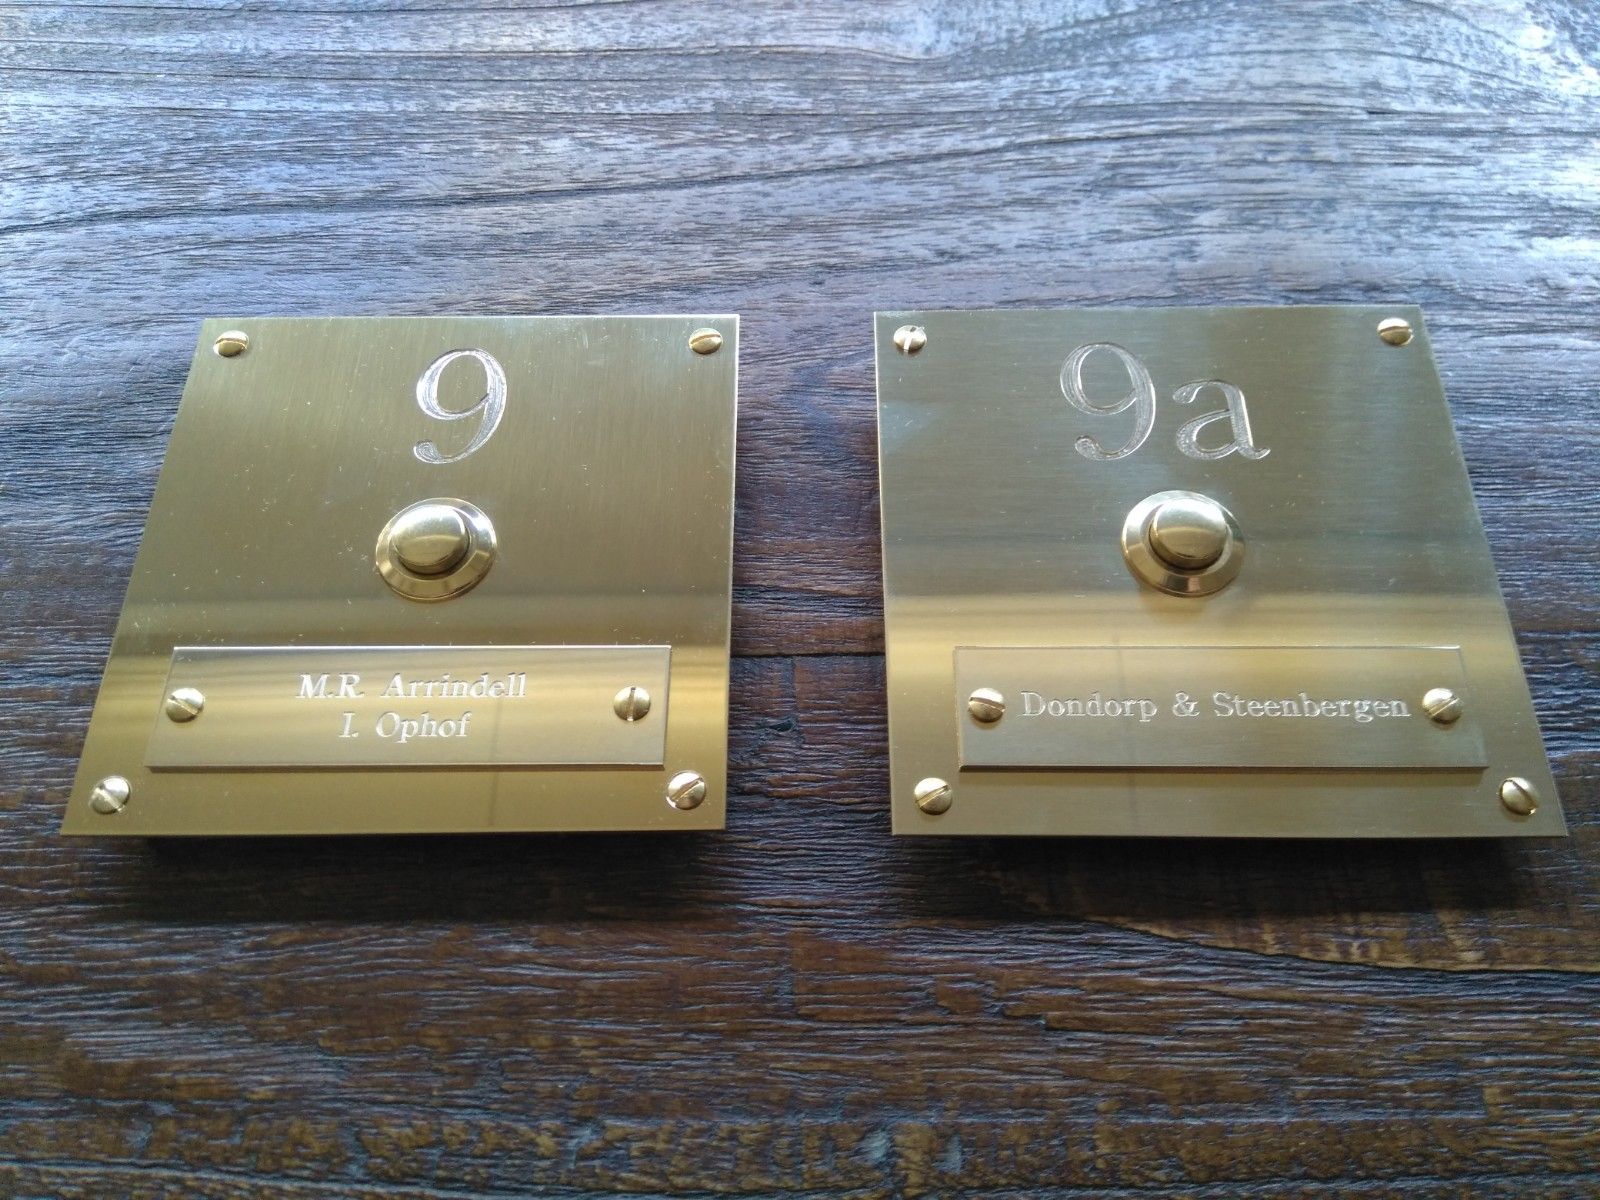 9
M.R. Arrindell
I. Ophof
9a
Dondorp & Steenbergen